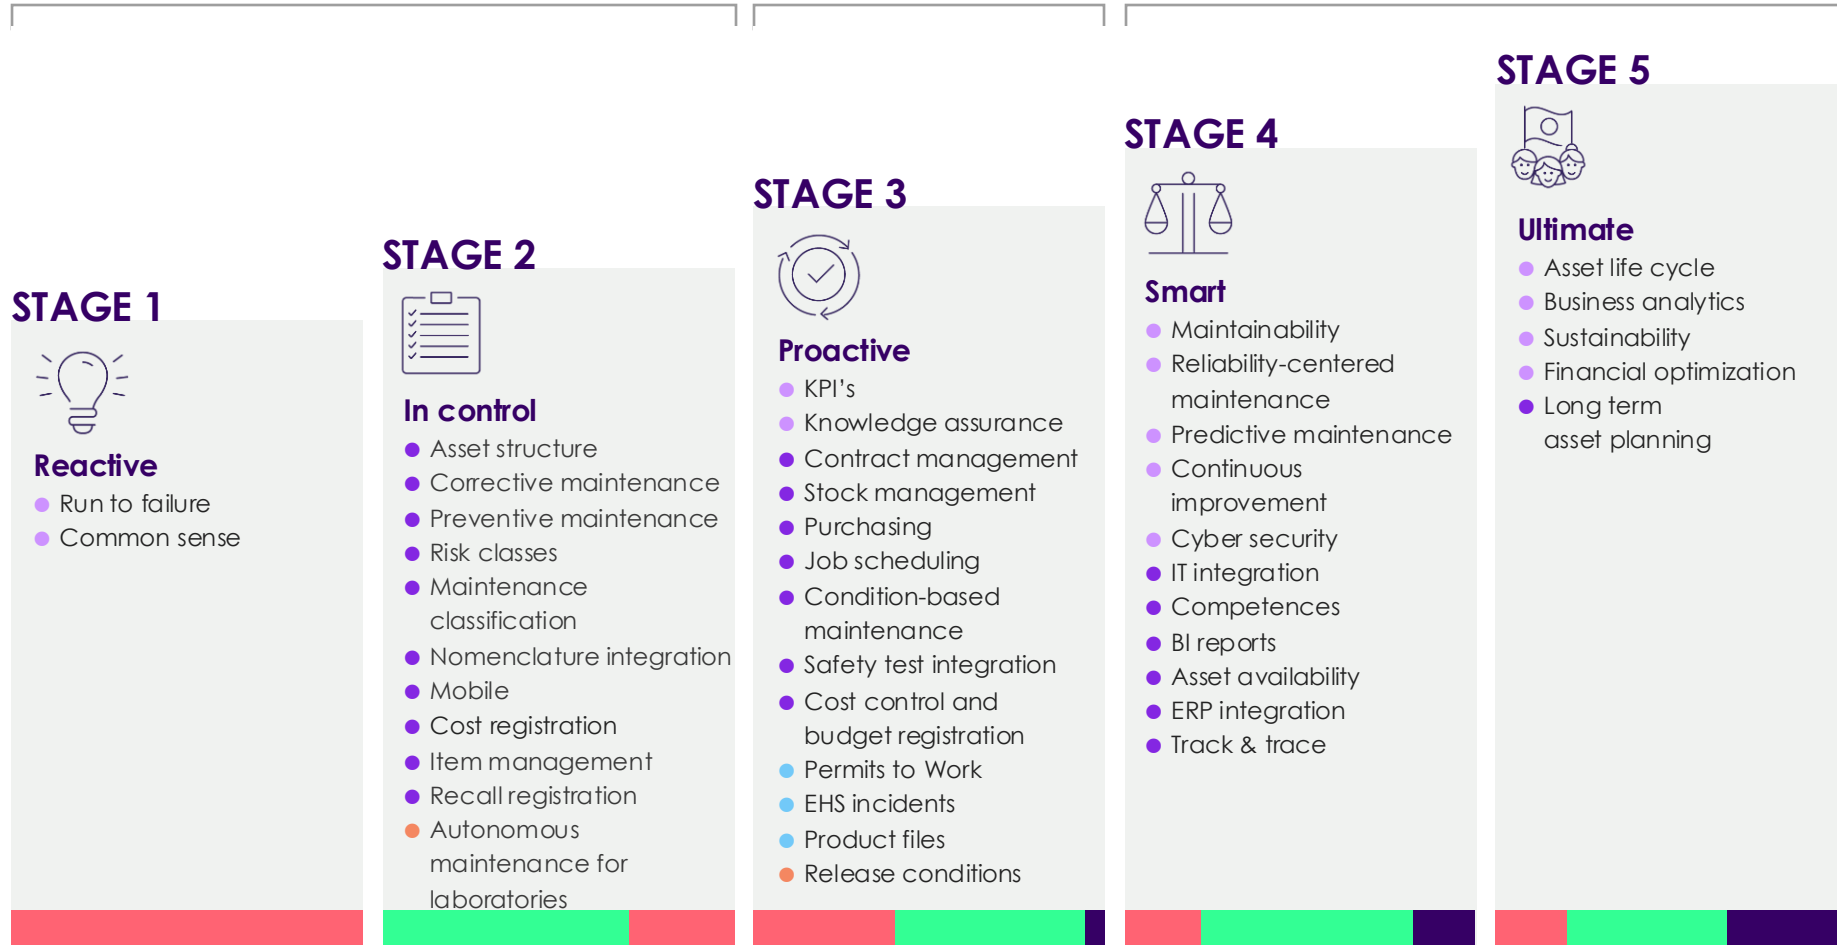 STAGE 1
Reactive
Run to failure
Common sense
STAGE 2
In control
Asset structure
Corrective maintenance
Preventive maintenance
Risk classes
Maintenance
classification
Nomenclature integration
Mobile
Cost registration
Item management
Recall registration
Autonomous
maintenance for
laboratories
STAGE 3
Proactive
KPI's
Knowledge assurance
Contract management
Stock management
Purchasing
Job scheduling
Condition-based
maintenance
Safety test integration
Cost control and
budget registration
Permits to Work
EHS incidents
Product files
Release conditions
STAGE 4
Smart
Maintainability
Reliability-centered
maintenance
Predictive maintenance
Continuous
improvement
Cyber security
IT integration
Competences
BI reports
Asset availability
ERP integration
Track & trace
STAGE 5
Ultimate
Asset life cycle
Business analytics
Sustainability
Financial optimization
Long term
asset planning